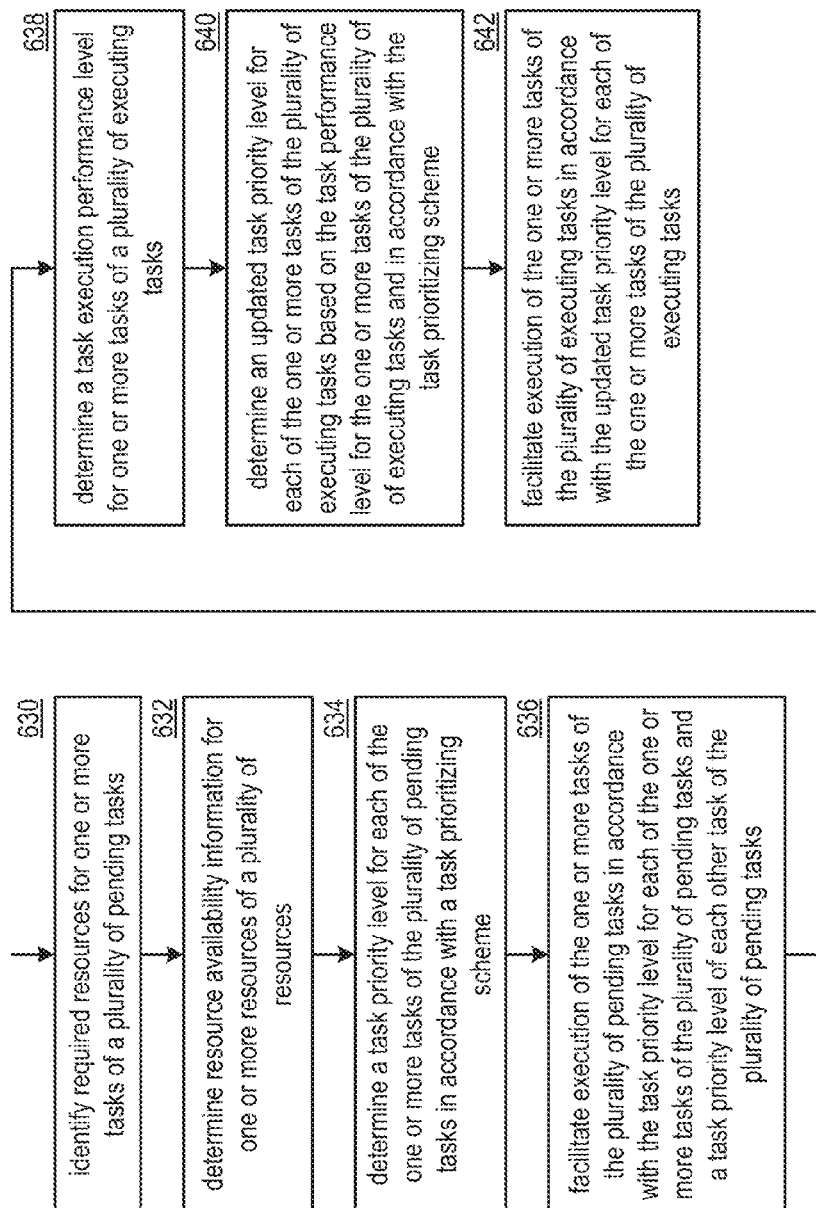 630
identify required resources for one or more
tasks of a plurality of pending tasks
632
determine resource availability information for
one or more resources of a plurality of
resources
634
determine a task priority level for each of the
one or more tasks of the plurality of pending
tasks in accordance with a task prioritizing
scheme
636
facilitate execution of the one or more tasks of
the plurality of pending tasks in accordance
with the task priority level for each of the one or
more tasks of the plurality of pending tasks and
a task priority level of each other task of the
plurality of pending tasks
638
determine a task execution performance level
for one or more tasks of a plurality of executing
tasks
640
determine an updated task priority level for
each of the one or more tasks of the plurality of
executing tasks based on the task performance
level for the one or more tasks of the plurality of
of executing tasks and in accordance with the
task prioritizing scheme
642
facilitate execution of the one or more tasks of
the plurality of executing tasks in accordance
with the updated task priority level for each of
the one or more tasks of the plurality of
executing tasks